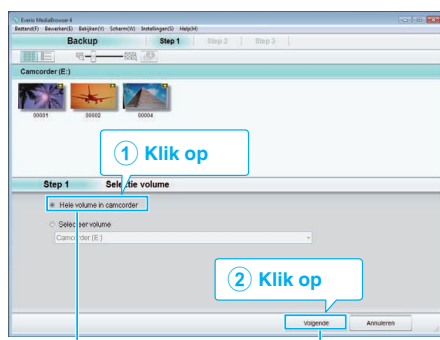 Everio MediaBrowser 4
Bestand(F) Bewerken(E) Bekijken(V) Scherm(W) Instellingen(S) Help(H)
Backup Step 1 Step 2 Step 3
Camcorder (E:)
00001 00002 00004
① Klik op
Step 1 Selectie volume
Hele volume in camcorder
Selecteer volume
Camcorder (E:)
② Klik op
Volgende Annuleren